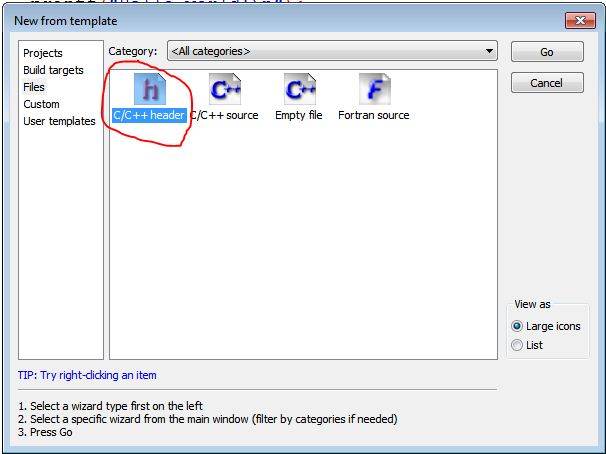 New from template
Projects
Build targets
Files
Custom
User templates
Category: <All categories>
Go
Cancel
C/C++ header
C/C++ source
Empty file
Fortran source
View as
Large icons
List
TIP: Try right-clicking an item
1. Select a wizard type first on the left
2. Select a specific wizard from the main window (filter by categories if needed)
3. Press Go